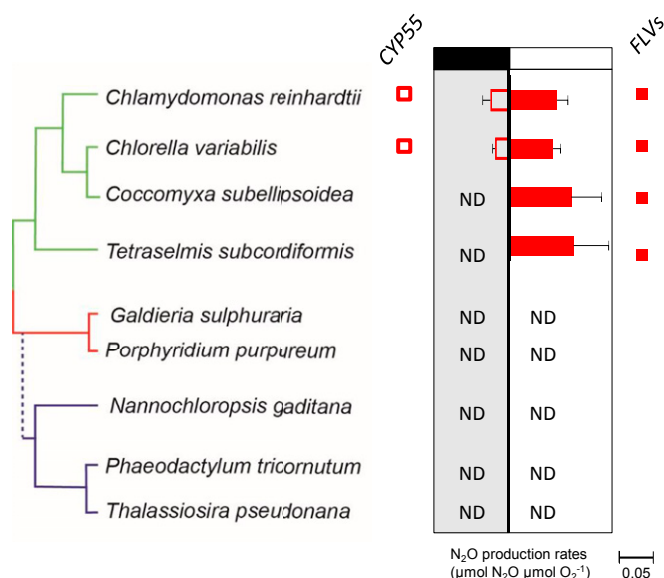 CYP55
FLVs
Chlamydomonas reinhardtii
Chlorella variabilis
Coccomyxa subellipsoidea
ND
Tetraselmis subcordiformis
ND
Galdieria sulphuraria
ND ND
Porphyridium purpureum
ND ND
Nannochloropsis gaditana
ND ND
Phaeodactylum tricornutum
ND ND
Thalassiosira pseudonana
ND ND
N₂O production rates
(μmol N₂O μmol O₂⁻¹)
0.05